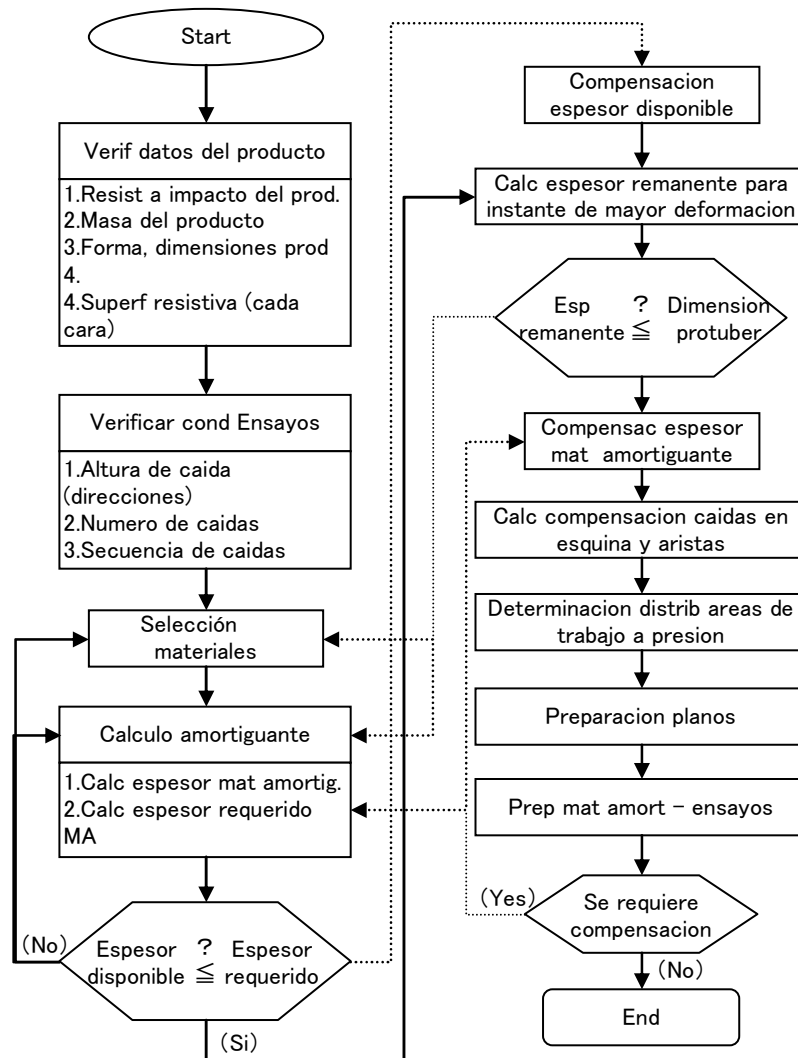 Start
Verif datos del producto
1.Resist a impacto del prod.
2.Masa del producto
3.Forma, dimensiones prod
4.
4.Superf resistiva (cada
cara)
Verificar cond Ensayos
1.Altura de caida
(direcciones)
2.Numero de caidas
3.Secuencia de caidas
Selección
materiales
Calculo amortiguante
1.Calc espesor mat amortig.
2.Calc espesor requerido
MA
(No)
Espesor ? Espesor
disponible ≦ requerido
(Si)
Compensacion
espesor disponible
Calc espesor remanente para
instante de mayor deformacion
Esp ? Dimension
remanente ≦ protuber
Compensac espesor
mat amortiguante
Calc compensacion caidas en
esquina y aristas
Determinacion distrib areas de
trabajo a presion
Preparacion planos
Prep mat amort - ensayos
(Yes)
Se requiere
compensacion
(No)
End